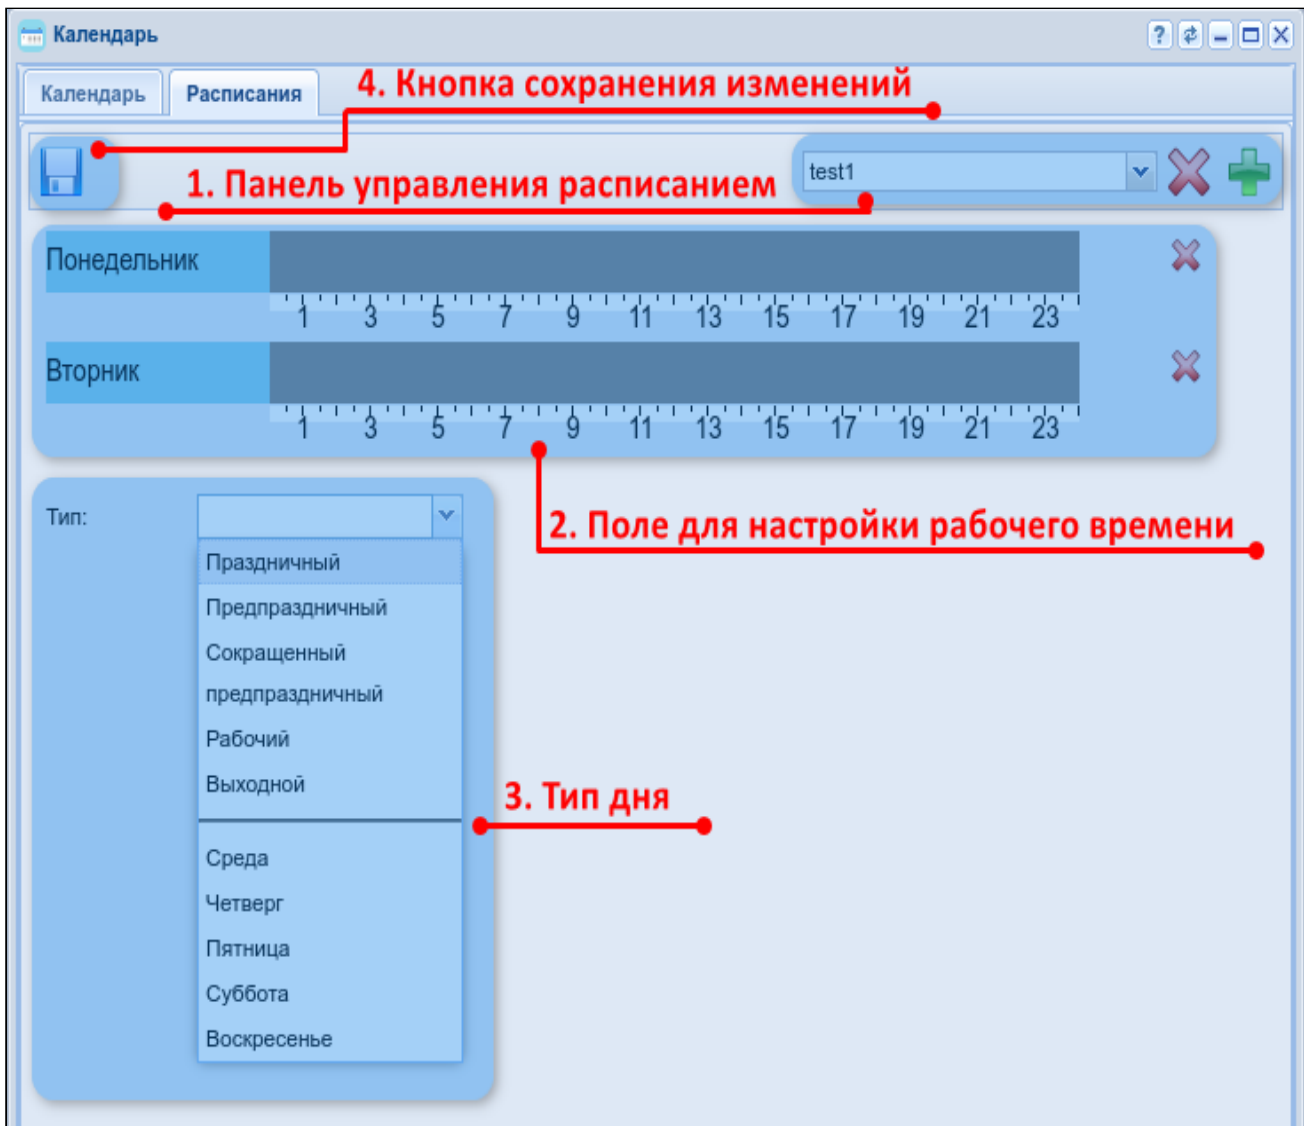 Календарь
Календарь Расписания
4. Кнопка сохранения изменений
1. Панель управления расписанием
test1
Понедельник
1 3 5 7 9 11 13 15 17 19 21 23
Вторник
1 3 5 7 9 11 13 15 17 19 21 23
2. Поле для настройки рабочего времени
Тип:
Праздничный
Предпраздничный
Сокращенный
предпраздничный
Рабочий
Выходной
3. Тип дня
Среда
Четверг
Пятница
Суббота
Воскресенье